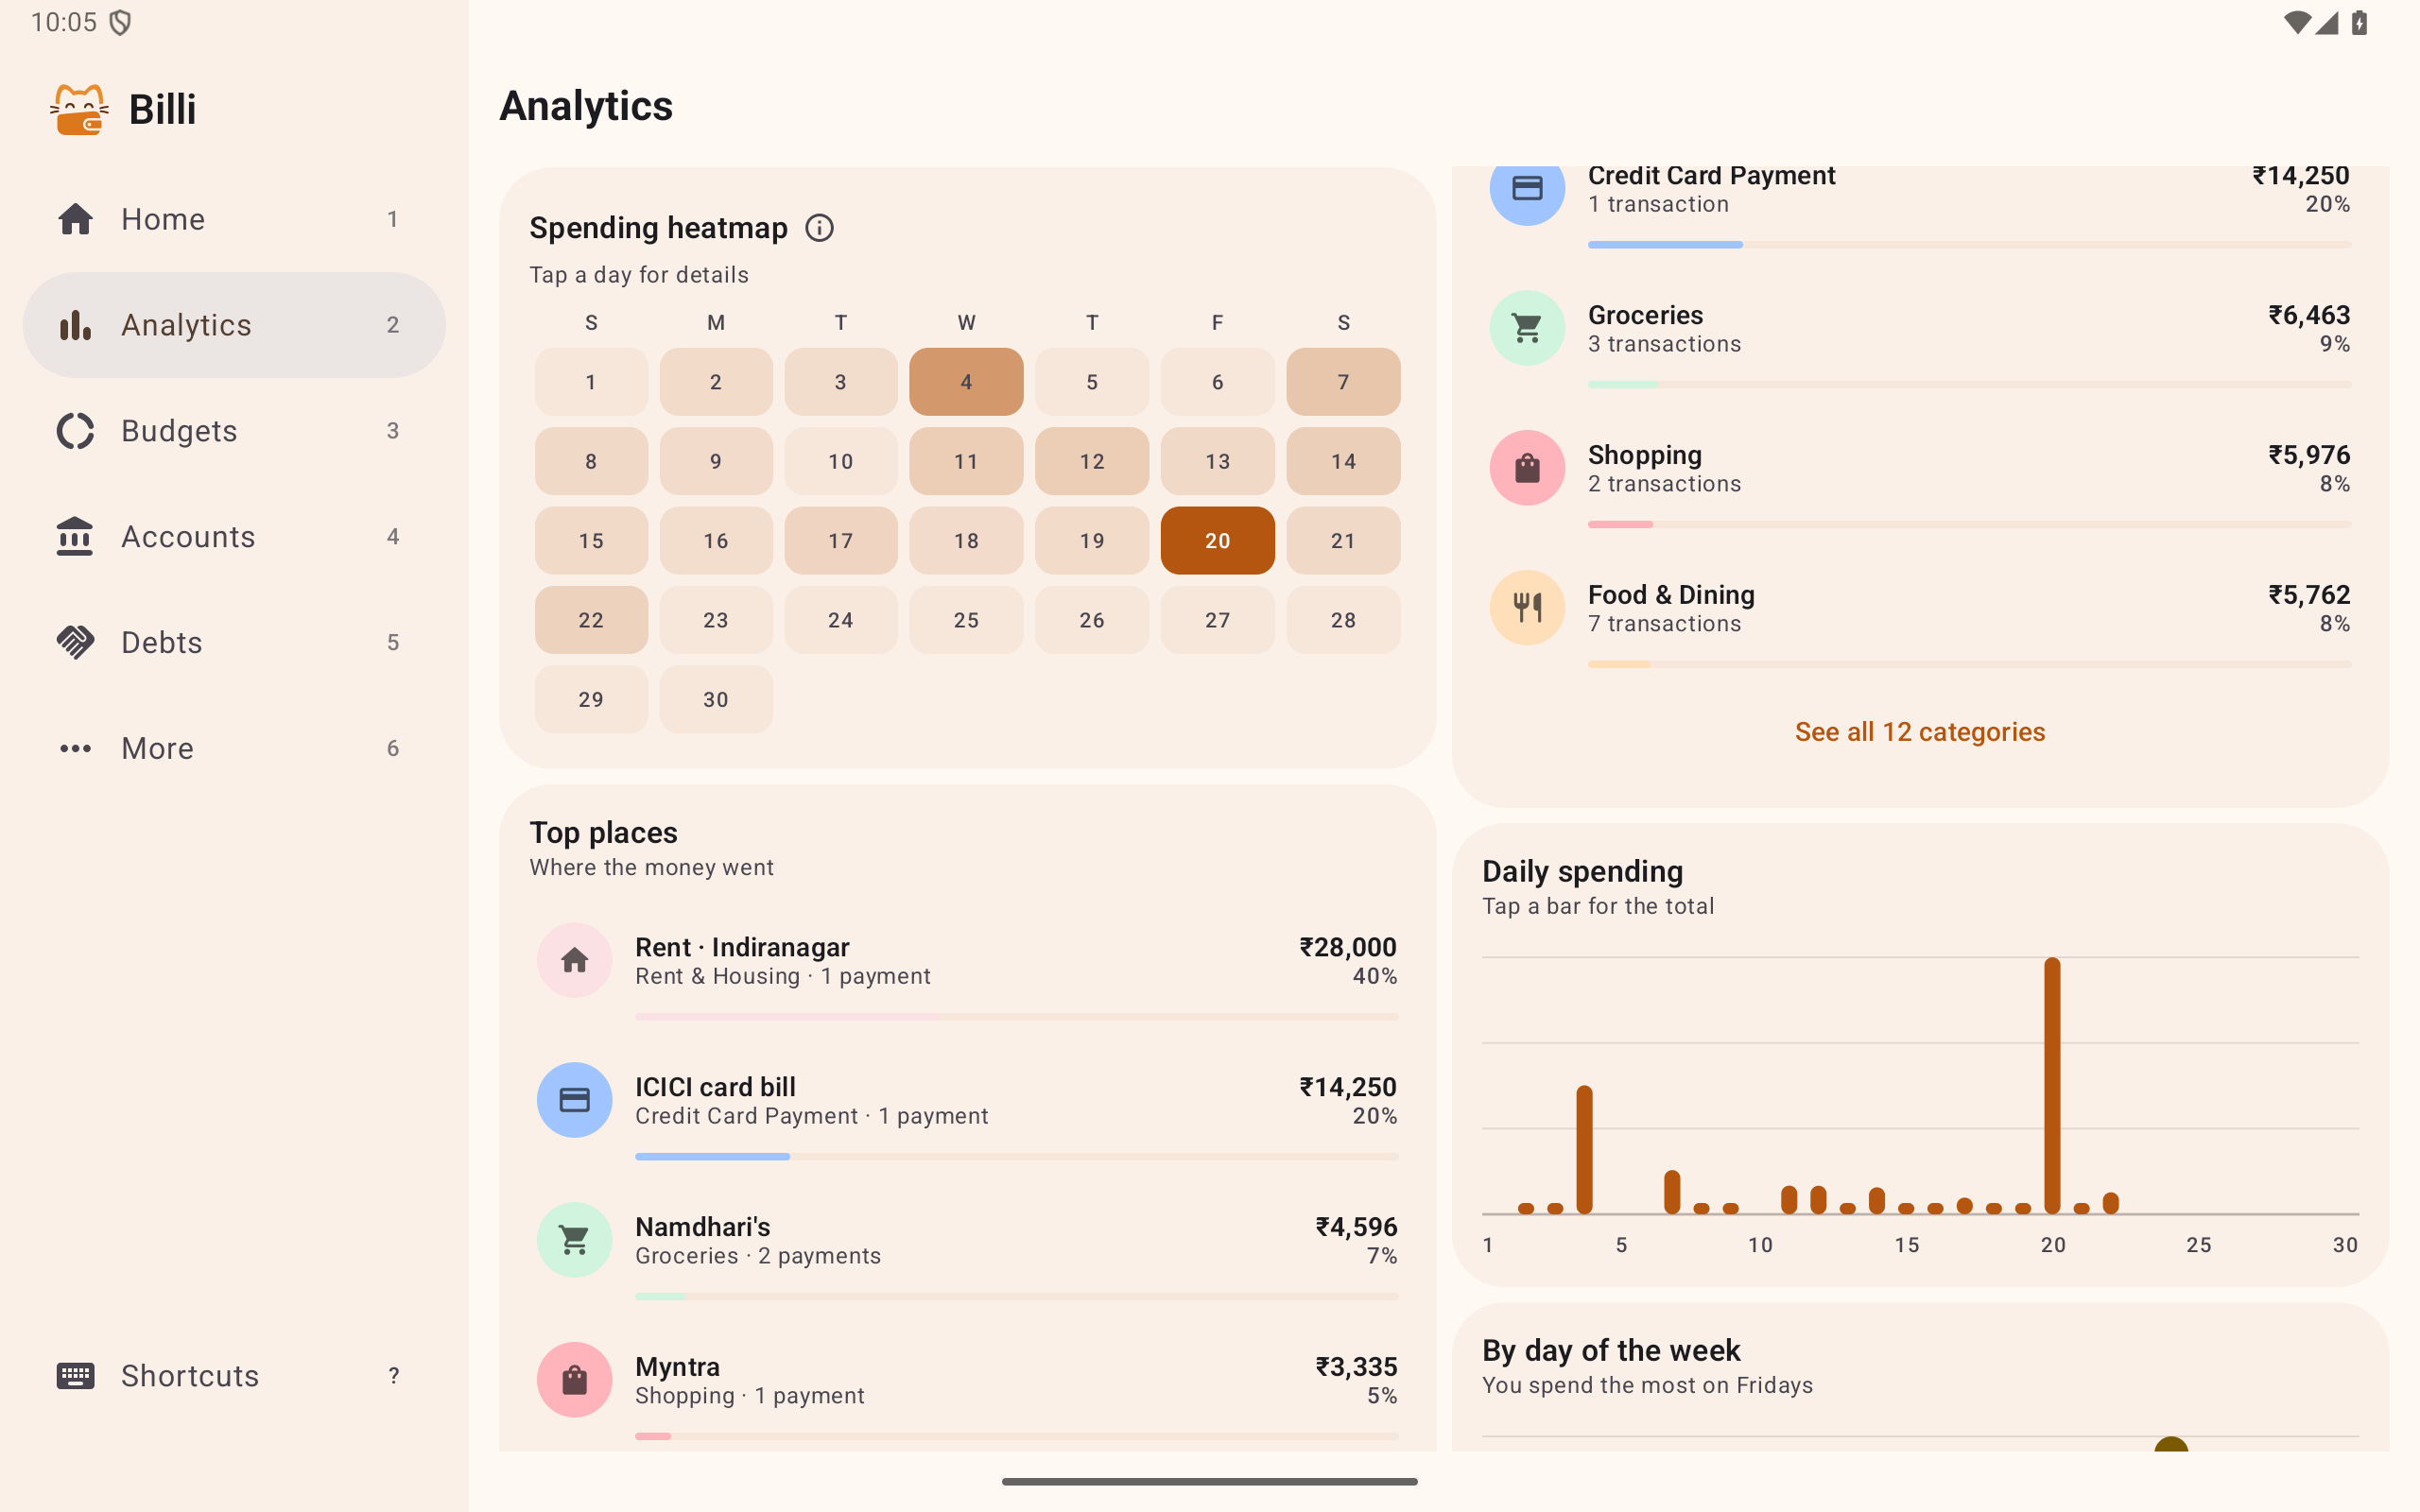 10:05
Billi
Home 1
Analytics 2
Budgets 3
Accounts 4
Debts 5
More 6
Shortcuts ?
Analytics
Spending heatmap
Tap a day for details
S M T W T F S
1 2 3 4 5 6 7
8 9 10 11 12 13 14
15 16 17 18 19 20 21
22 23 24 25 26 27 28
29 30
Top places
Where the money went
Rent · Indiranagar ₹28,000
Rent & Housing · 1 payment 40%
ICICI card bill ₹14,250
Credit Card Payment · 1 payment 20%
Namdhari's ₹4,596
Groceries · 2 payments 7%
Myntra ₹3,335
Shopping · 1 payment 5%
Credit Card Payment ₹14,250
1 transaction 20%
Groceries ₹6,463
3 transactions 9%
Shopping ₹5,976
2 transactions 8%
Food & Dining ₹5,762
7 transactions 8%
See all 12 categories
Daily spending
Tap a bar for the total
1 5 10 15 20 25 30
By day of the week
You spend the most on Fridays